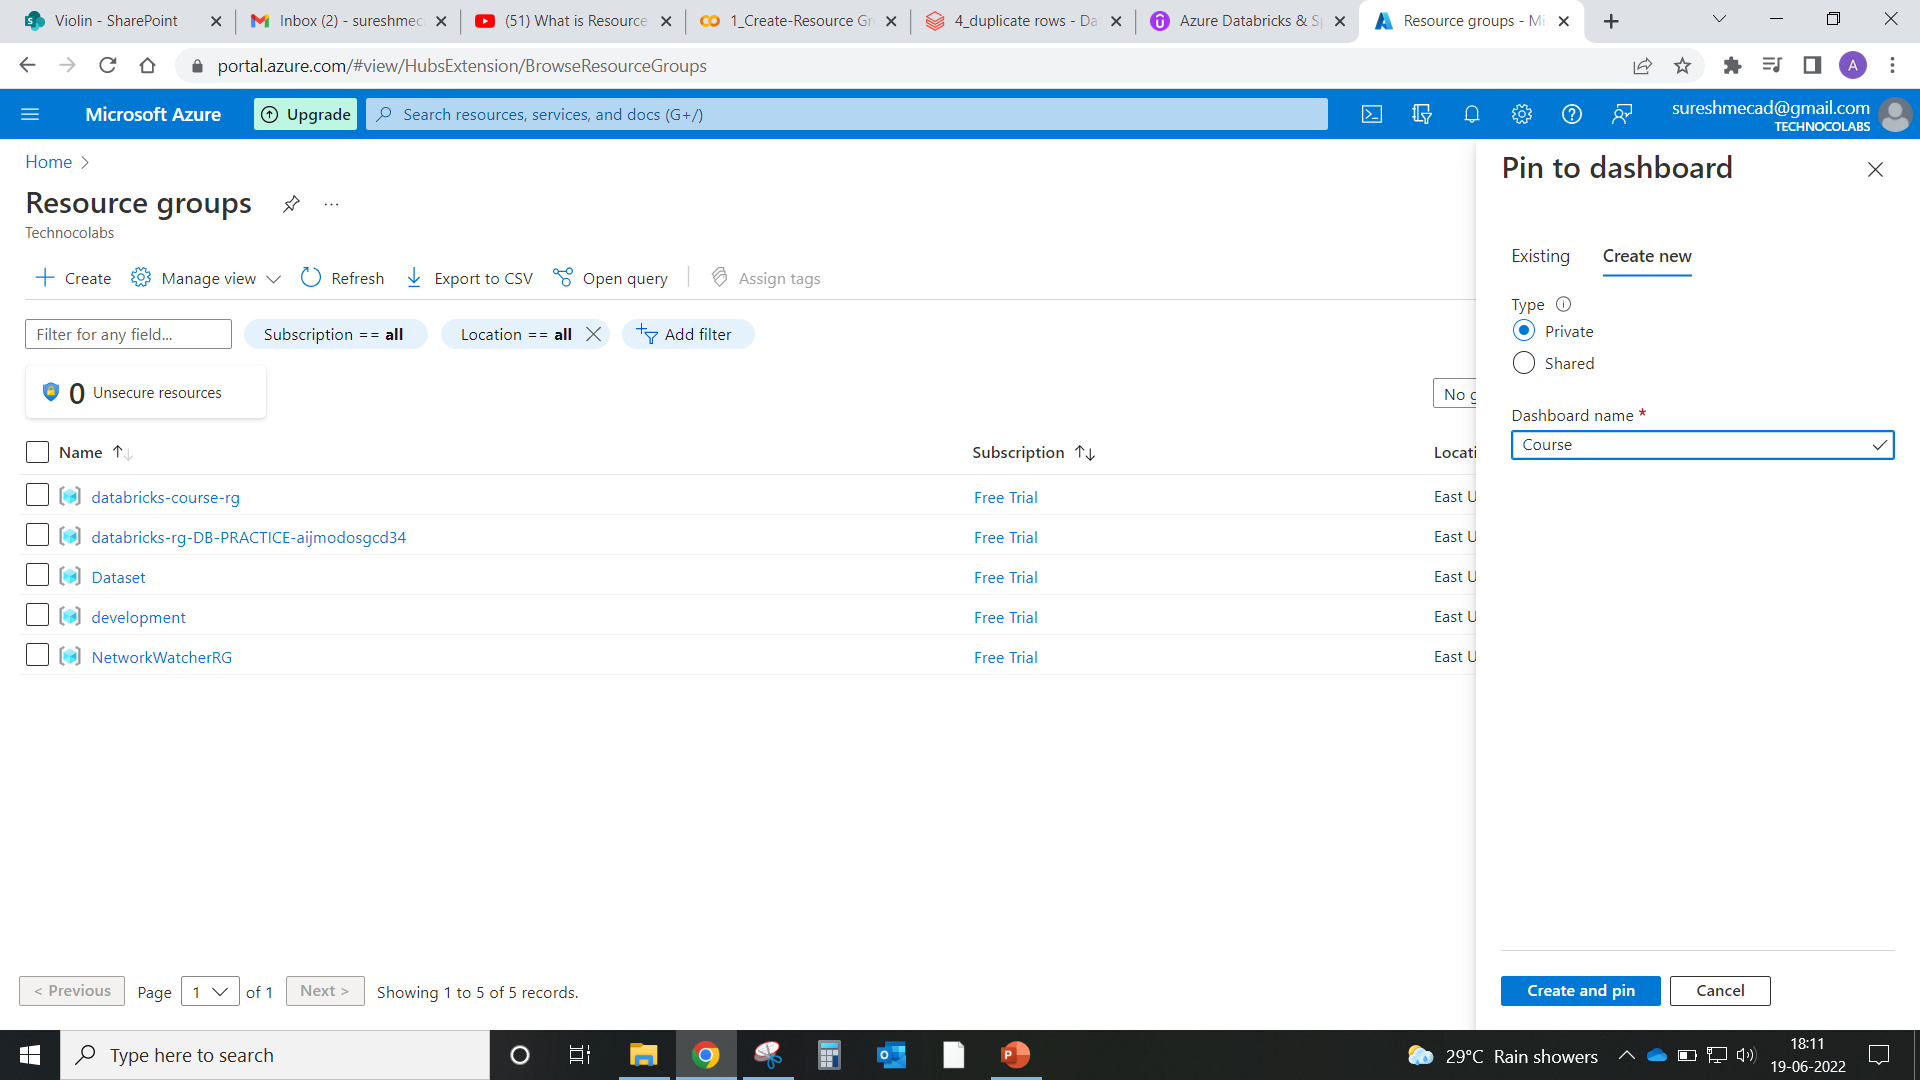 Violin - SharePoint
Inbox (2) - sureshmec
(51) What is Resource
1_Create-Resource Gr
4_duplicate rows - Da
Azure Databricks & Sp
Resource groups - Mi
portal.azure.com/#view/HubsExtension/BrowseResourceGroups
A
Microsoft Azure
Upgrade
Search resources, services, and docs (G+/)
sureshmecad@gmail.com
TECHNOCOLABS
Home
Resource groups
...
Technocolabs
Create
Manage view
Refresh
Export to CSV
Open query
Assign tags
Filter for any field...
Subscription == all
Location == all
Add filter
0 Unsecure resources
No g
Name
Subscription
Locati
databricks-course-rg
Free Trial
East U
databricks-rg-DB-PRACTICE-aijmodosgcd34
Free Trial
East U
Dataset
Free Trial
East U
development
Free Trial
East U
NetworkWatcherRG
Free Trial
East U
< Previous
Page 1 of 1
Next >
Showing 1 to 5 of 5 records.
Pin to dashboard
Existing
Create new
Type
Private
Shared
Dashboard name *
Course
Create and pin
Cancel
Type here to search
29°C Rain showers
18:11
19-06-2022